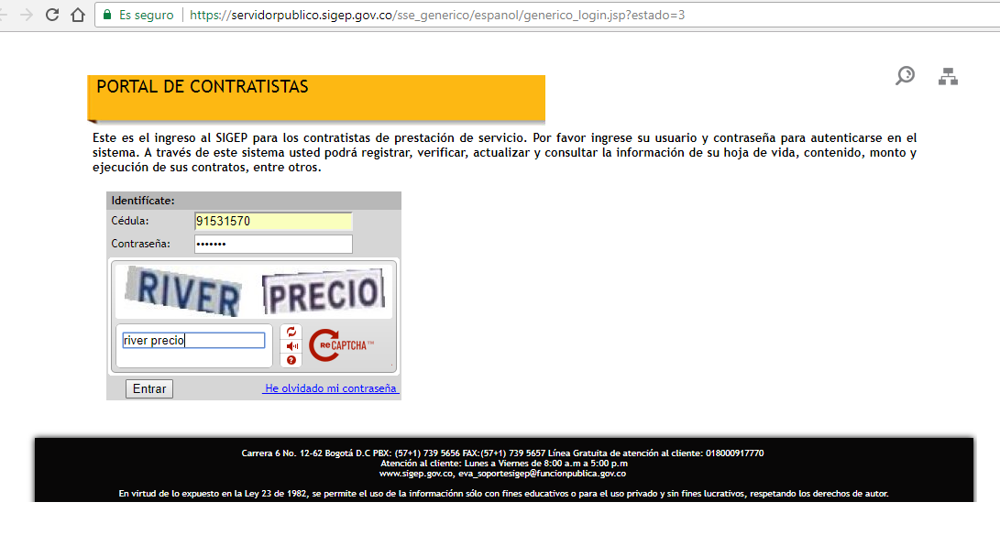 Es seguro | https://servidorpublico.sigep.gov.co/sse_generico/espanol/generico_login.jsp?estado=3
PORTAL DE CONTRATISTAS
Este es el ingreso al SIGEP para los contratistas de prestación de servicio. Por favor ingrese su usuario y contraseña para autenticarse en el
sistema. A través de este sistema usted podrá registrar, verificar, actualizar y consultar la información de su hoja de vida, contenido, monto y
ejecución de sus contratos, entre otros.
Identifícate:
Cédula: 91531570
Contraseña: •••••••
RIVER PRECIO
river precio
ReCAPTCHA™
Entrar He olvidado mi contraseña
Carrera 6 No. 12-62 Bogotá D.C PBX: (57+1) 739 5656 FAX:(57+1) 739 5657 Línea Gratuita de atención al cliente: 018000917770
Atención al cliente: Lunes a Viernes de 8:00 a.m a 5:00 p.m
www.sigep.gov.co, eva_soportesigep@funcionpublica.gov.co
En virtud de lo expuesto en la Ley 23 de 1982, se permite el uso de la informaciónn sólo con fines educativos o para el uso privado y sin fines lucrativos, respetando los derechos de autor.